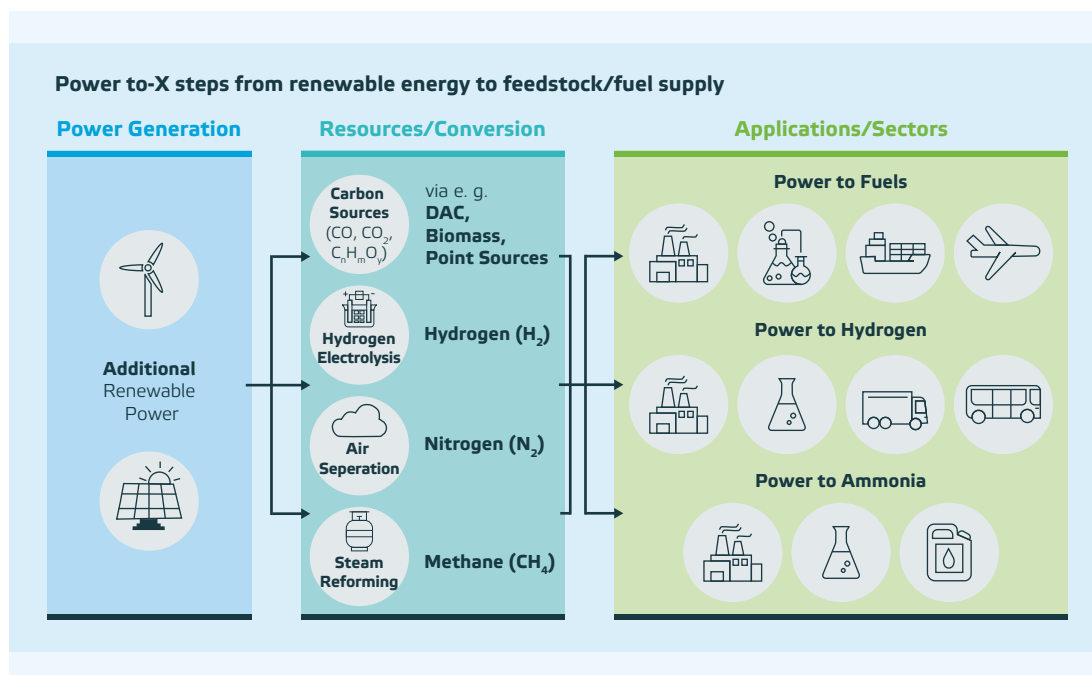 Power to-X steps from renewable energy to feedstock/fuel supply
Power Generation
Additional
Renewable
Power
Resources/Conversion
Carbon
Sources
(CO, CO₂,
CₙHₘOᵧ)
via e. g.
DAC,
Biomass,
Point Sources
Hydrogen
Electrolysis
Hydrogen (H₂)
Air
Seperation
Nitrogen (N₂)
Steam
Reforming
Methane (CH₄)
Applications/Sectors
Power to Fuels
Power to Hydrogen
Power to Ammonia